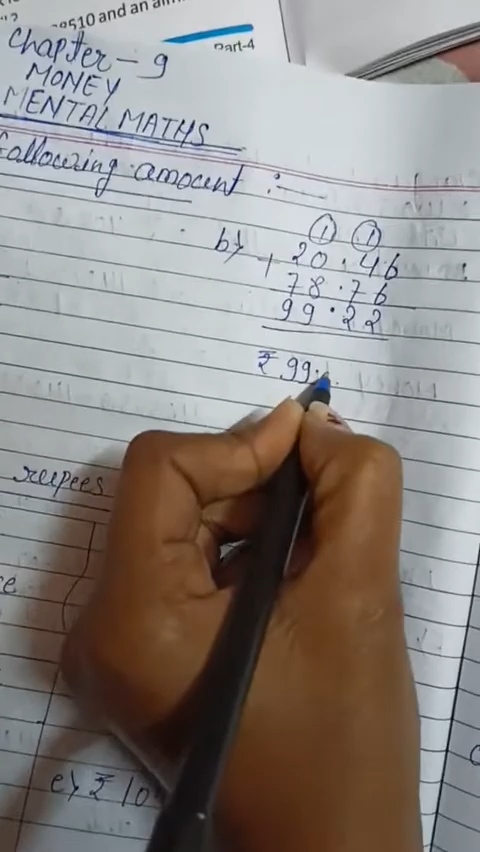 8510 and an
Part-4
Chapter-9
MONEY
MENTAL MATHS
following amount :-
① ①
b) + 20.46
78.76
99.22
₹ 99.
rupees
e) ₹ 10